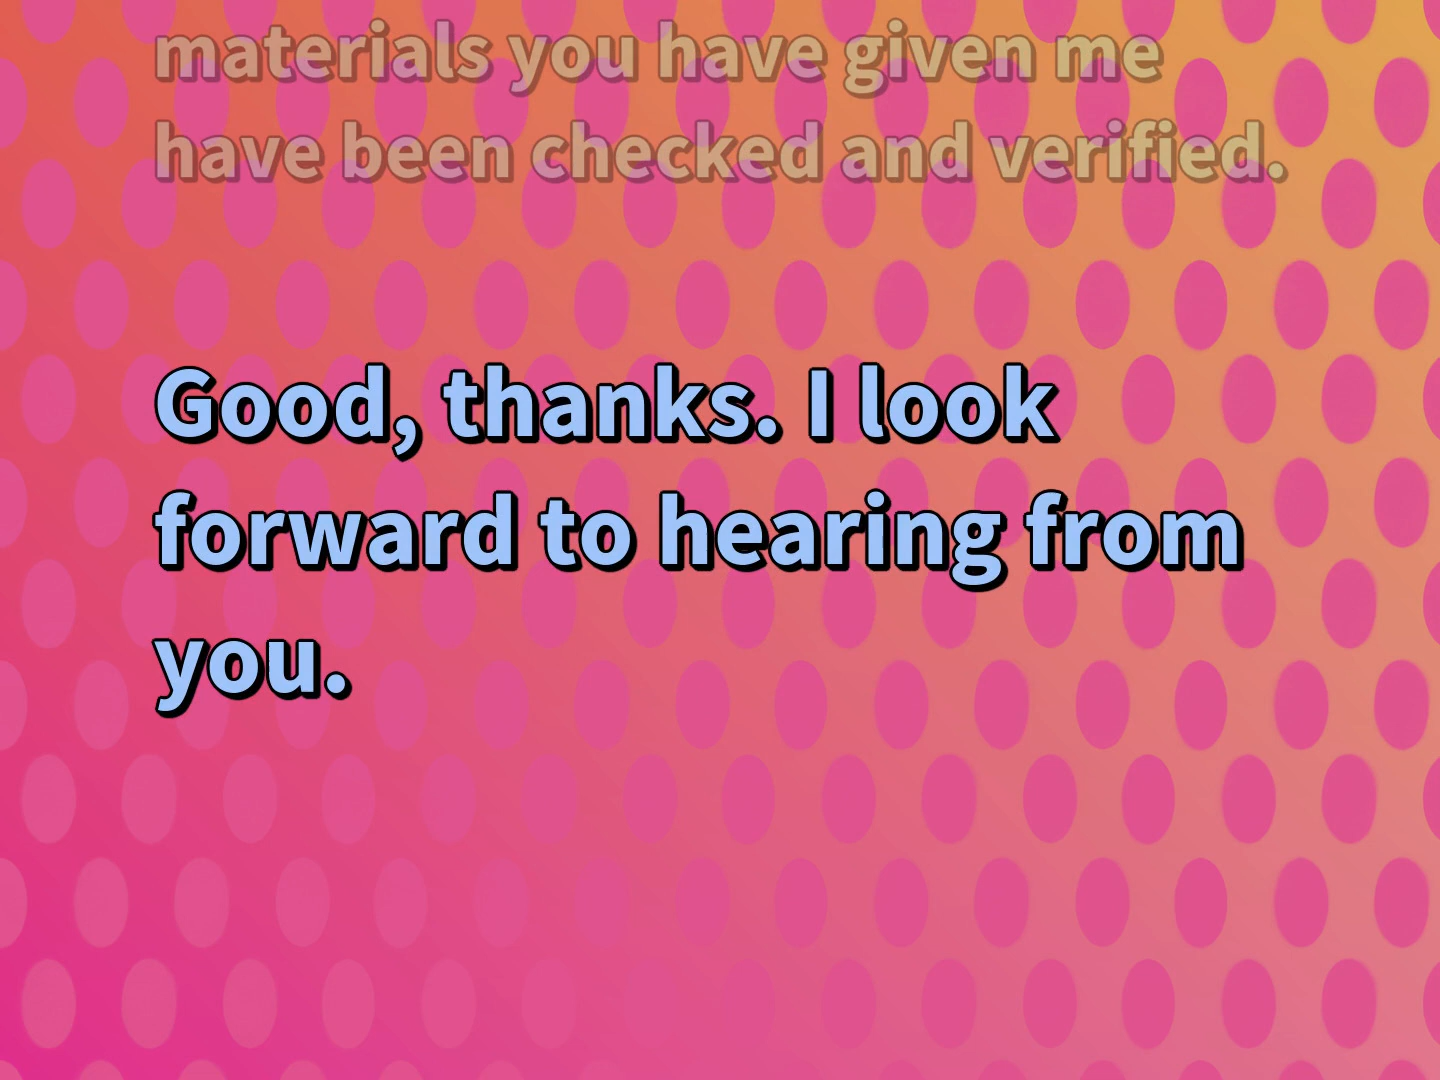 materials you have given me
have been checked and verified.
Good, thanks. I look
forward to hearing from
you.